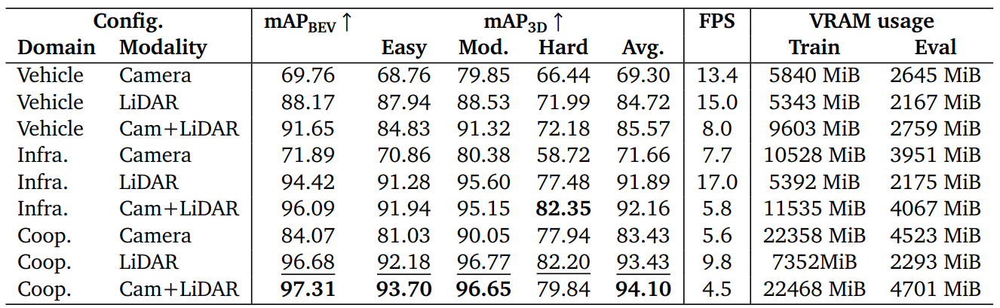 Config. mAP_BEV ↑ mAP_3D ↑ FPS VRAM usage
Domain Modality Easy Mod. Hard Avg. Train Eval
Vehicle Camera 69.76 68.76 79.85 66.44 69.30 13.4 5840 MiB 2645 MiB
Vehicle LiDAR 88.17 87.94 88.53 71.99 84.72 15.0 5343 MiB 2167 MiB
Vehicle Cam+LiDAR 91.65 84.83 91.32 72.18 85.57 8.0 9603 MiB 2759 MiB
Infra. Camera 71.89 70.86 80.38 58.72 71.66 7.7 10528 MiB 3951 MiB
Infra. LiDAR 94.42 91.28 95.60 77.48 91.89 17.0 5392 MiB 2175 MiB
Infra. Cam+LiDAR 96.09 91.94 95.15 82.35 92.16 5.8 11535 MiB 4067 MiB
Coop. Camera 84.07 81.03 90.05 77.94 83.43 5.6 22358 MiB 4523 MiB
Coop. LiDAR 96.68 92.18 96.77 82.20 93.43 9.8 7352MiB 2293 MiB
Coop. Cam+LiDAR 97.31 93.70 96.65 79.84 94.10 4.5 22468 MiB 4701 MiB